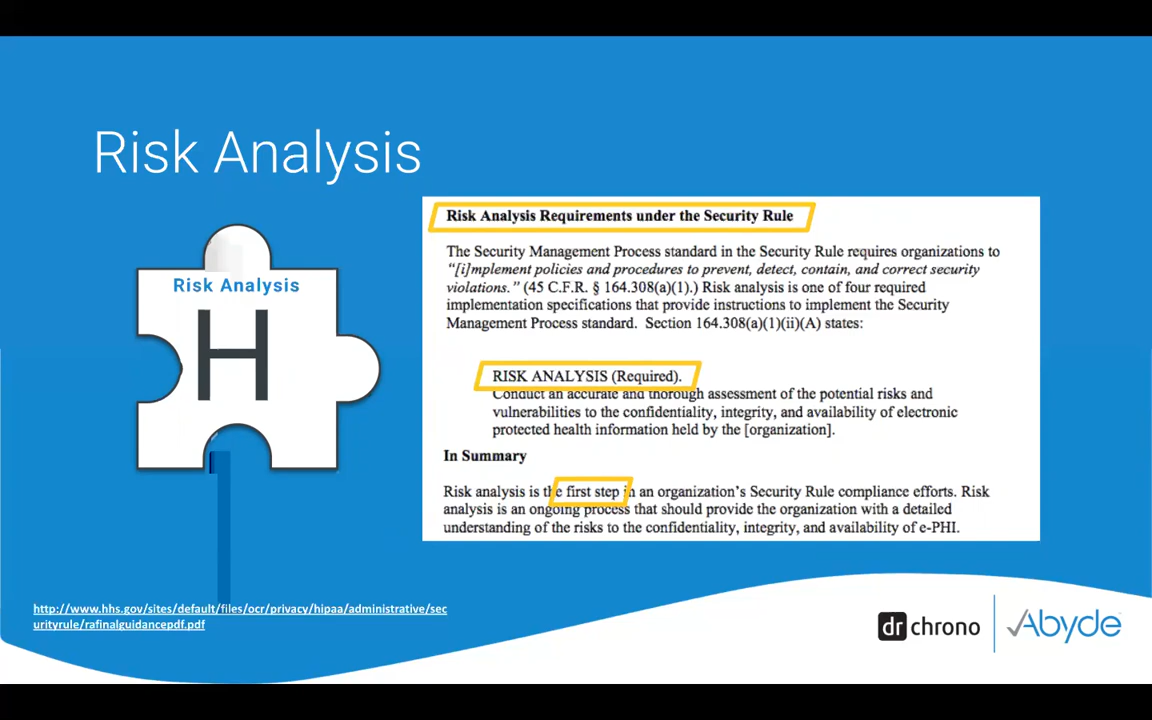 Risk Analysis
Risk Analysis
H
Risk Analysis Requirements under the Security Rule
The Security Management Process standard in the Security Rule requires organizations to
“[i]mplement policies and procedures to prevent, detect, contain, and correct security
violations.” (45 C.F.R. § 164.308(a)(1).) Risk analysis is one of four required
implementation specifications that provide instructions to implement the Security
Management Process standard. Section 164.308(a)(1)(ii)(A) states:
RISK ANALYSIS (Required).
Conduct an accurate and thorough assessment of the potential risks and
vulnerabilities to the confidentiality, integrity, and availability of electronic
protected health information held by the [organization].
In Summary
Risk analysis is the first step in an organization’s Security Rule compliance efforts. Risk
analysis is an ongoing process that should provide the organization with a detailed
understanding of the risks to the confidentiality, integrity, and availability of e-PHI.
http://www.hhs.gov/sites/default/files/ocr/privacy/hipaa/administrative/sec
urityrule/rafinalguidancepdf.pdf
dr chrono
Abyde